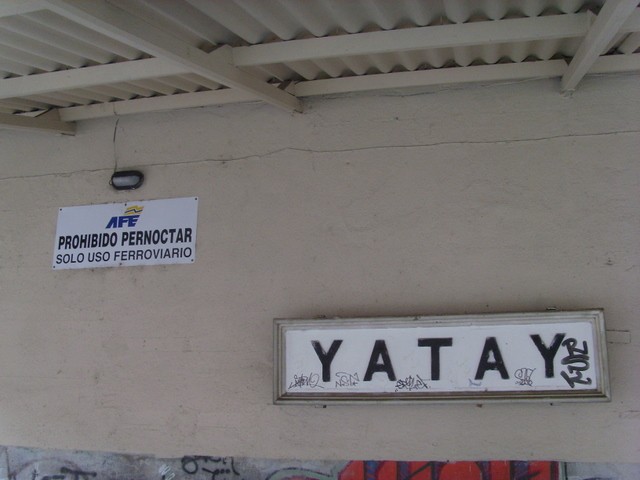 AFE
PROHIBIDO PERNOCTAR
SOLO USO FERROVIARIO
YATAY